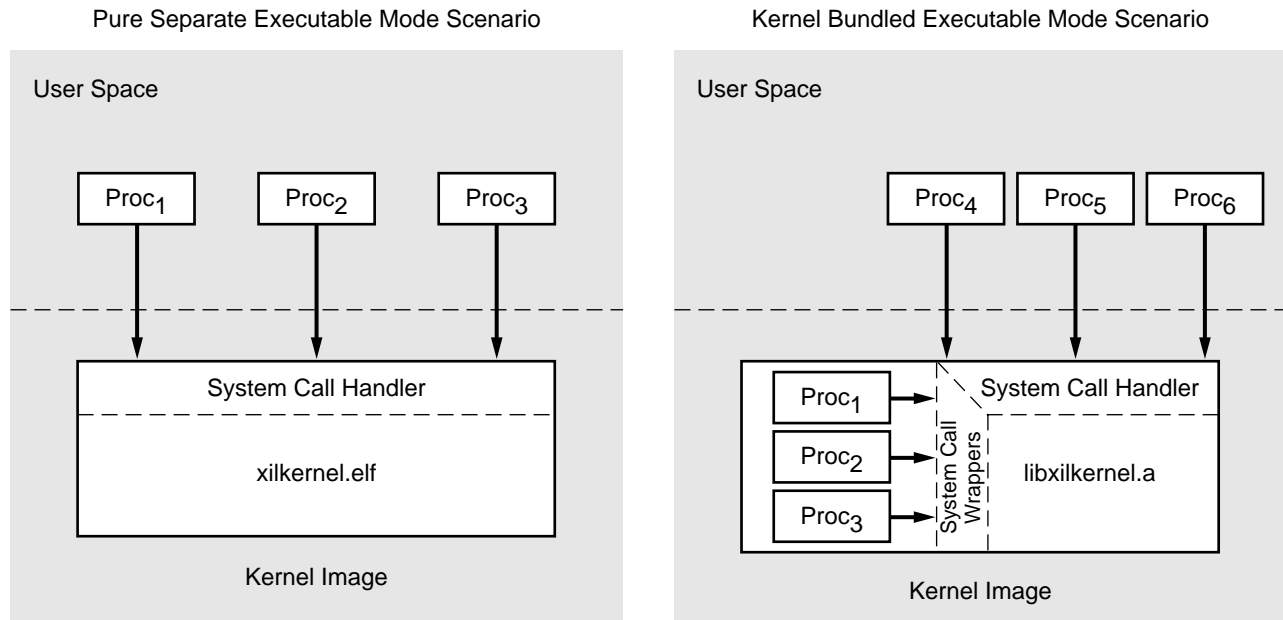 Pure Separate Executable Mode Scenario
User Space
Proc1
Proc2
Proc3
System Call Handler
xilkernel.elf
Kernel Image
Kernel Bundled Executable Mode Scenario
User Space
Proc4
Proc5
Proc6
Proc1
Proc2
Proc3
System Call
Wrappers
System Call Handler
libxilkernel.a
Kernel Image